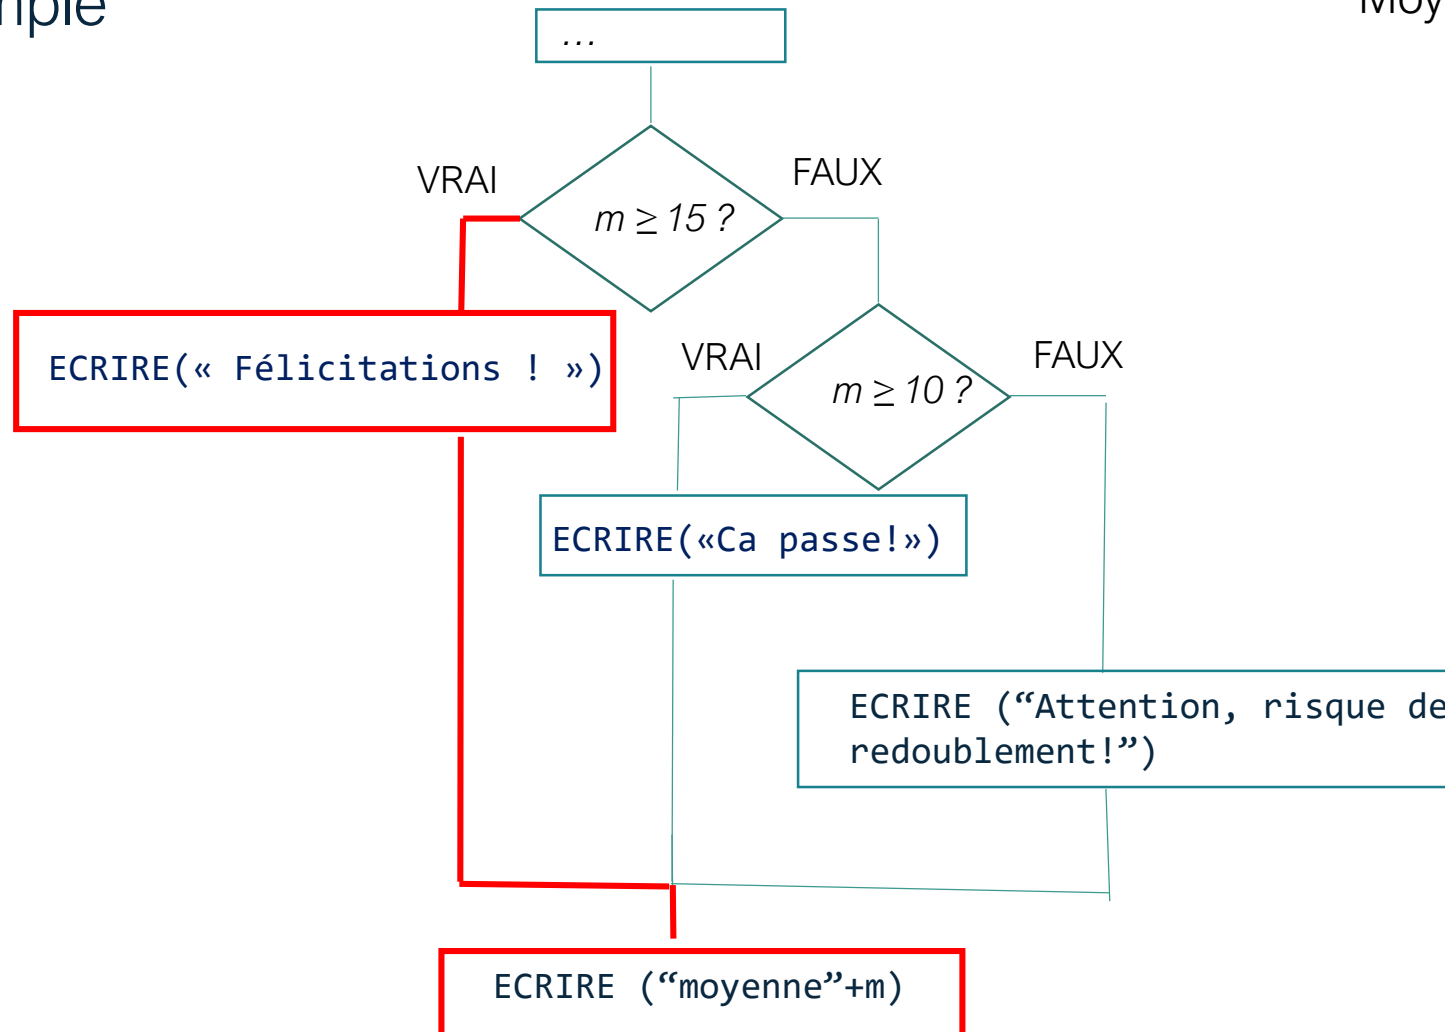 ...
VRAI
FAUX
m ≥ 15 ?
ECRIRE(« Félicitations ! »)
VRAI
FAUX
m ≥ 10 ?
ECRIRE(«Ca passe!»)
ECRIRE (“Attention, risque de
redoublement!”)
ECRIRE (“moyenne”+m)